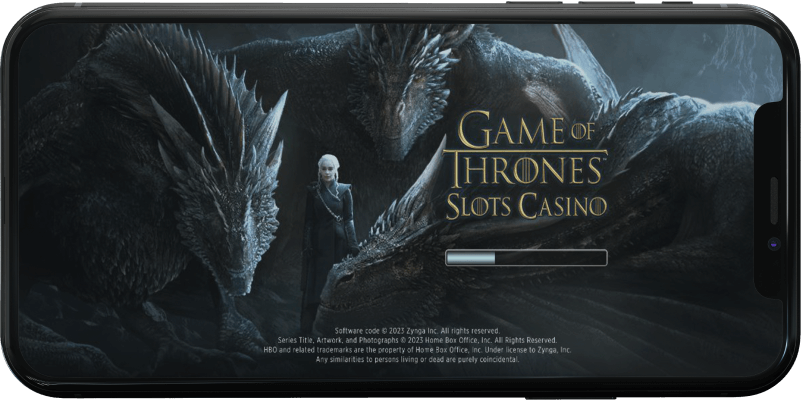 GAME OF
THRONES™
SLOTS CASINO
Software code © 2023 Zynga Inc. All rights reserved.
Series Title, Artwork, and Photographs © 2023 Home Box Office, Inc. All Rights Reserved.
HBO and related trademarks are the property of Home Box Office, Inc. Under license to Zynga, Inc.
Any similarities to persons living or dead are purely coincidental.